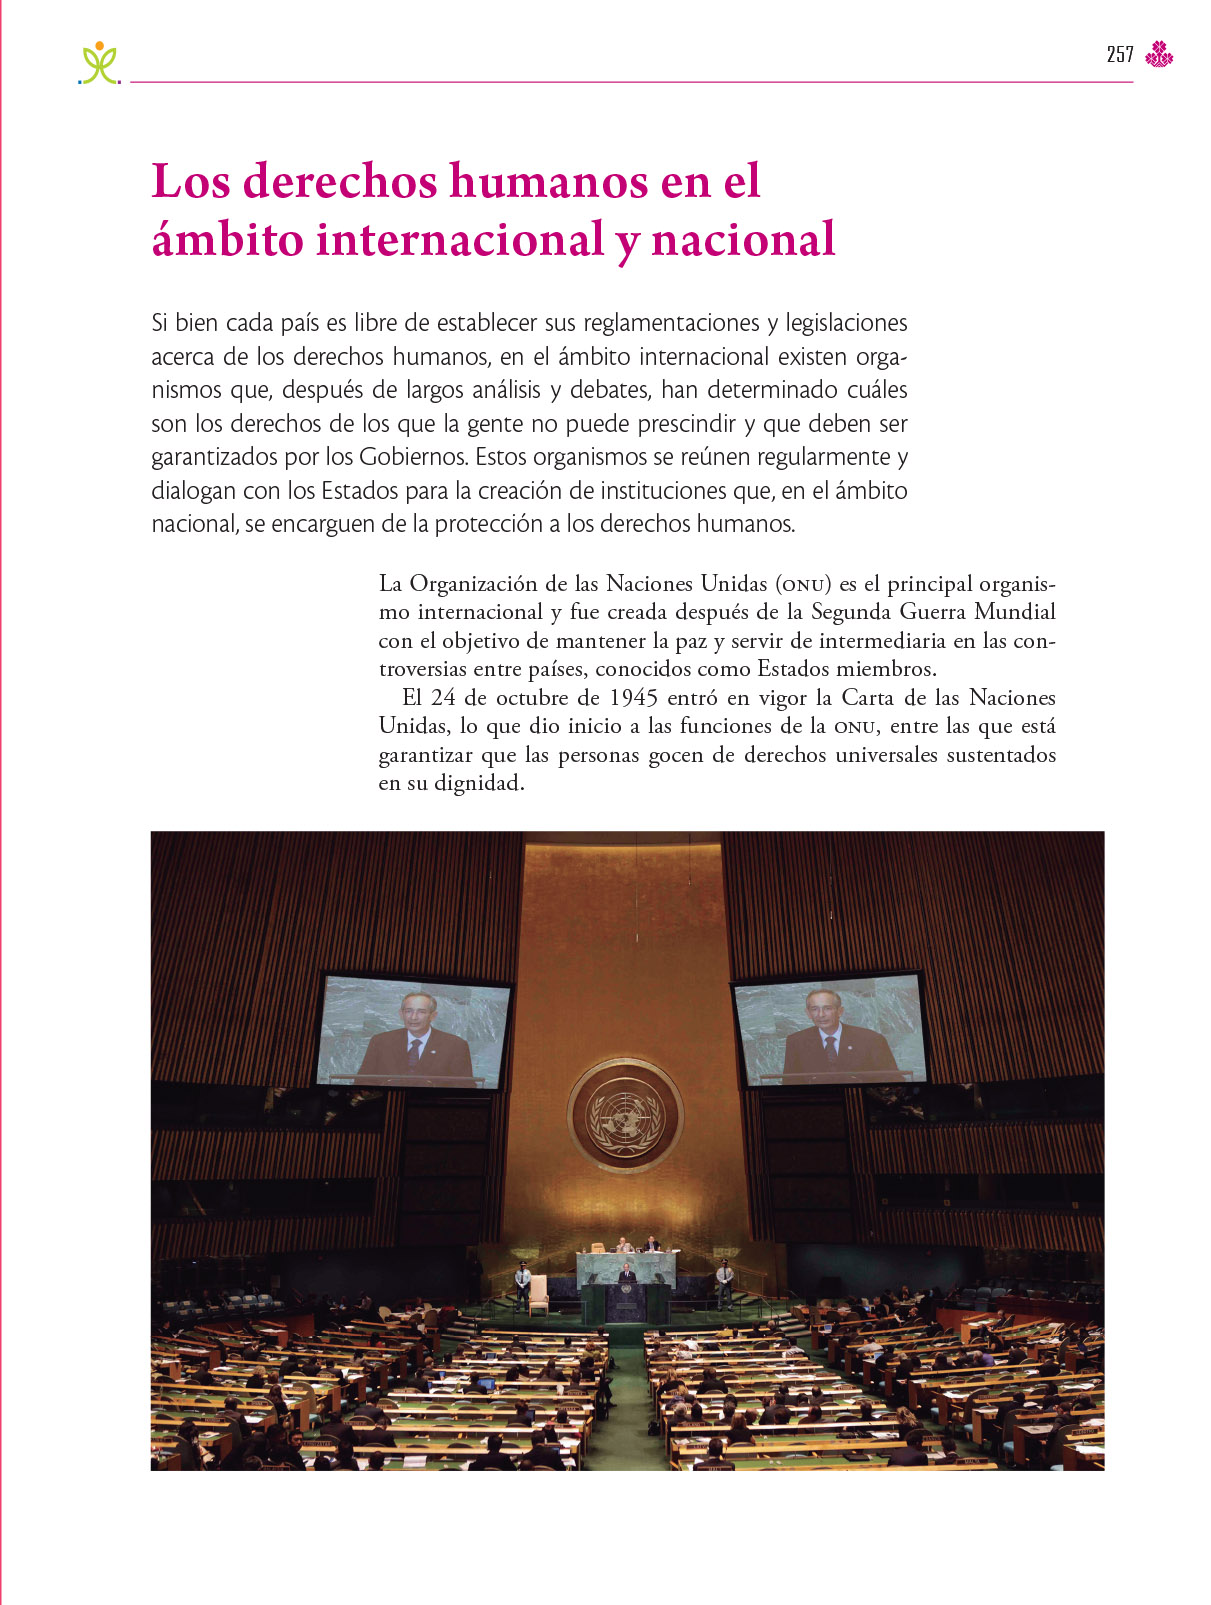 257
Los derechos humanos en el
ámbito internacional y nacional
Si bien cada país es libre de establecer sus reglamentaciones y legislaciones
acerca de los derechos humanos, en el ámbito internacional existen orga-
nismos que, después de largos análisis y debates, han determinado cuáles
son los derechos de los que la gente no puede prescindir y que deben ser
garantizados por los Gobiernos. Estos organismos se reúnen regularmente y
dialogan con los Estados para la creación de instituciones que, en el ámbito
nacional, se encarguen de la protección a los derechos humanos.
La Organización de las Naciones Unidas (ONU) es el principal organis-
mo internacional y fue creada después de la Segunda Guerra Mundial
con el objetivo de mantener la paz y servir de intermediaria en las con-
troversias entre países, conocidos como Estados miembros.
El 24 de octubre de 1945 entró en vigor la Carta de las Naciones
Unidas, lo que dio inicio a las funciones de la ONU, entre las que está
garantizar que las personas gocen de derechos universales sustentados
en su dignidad.